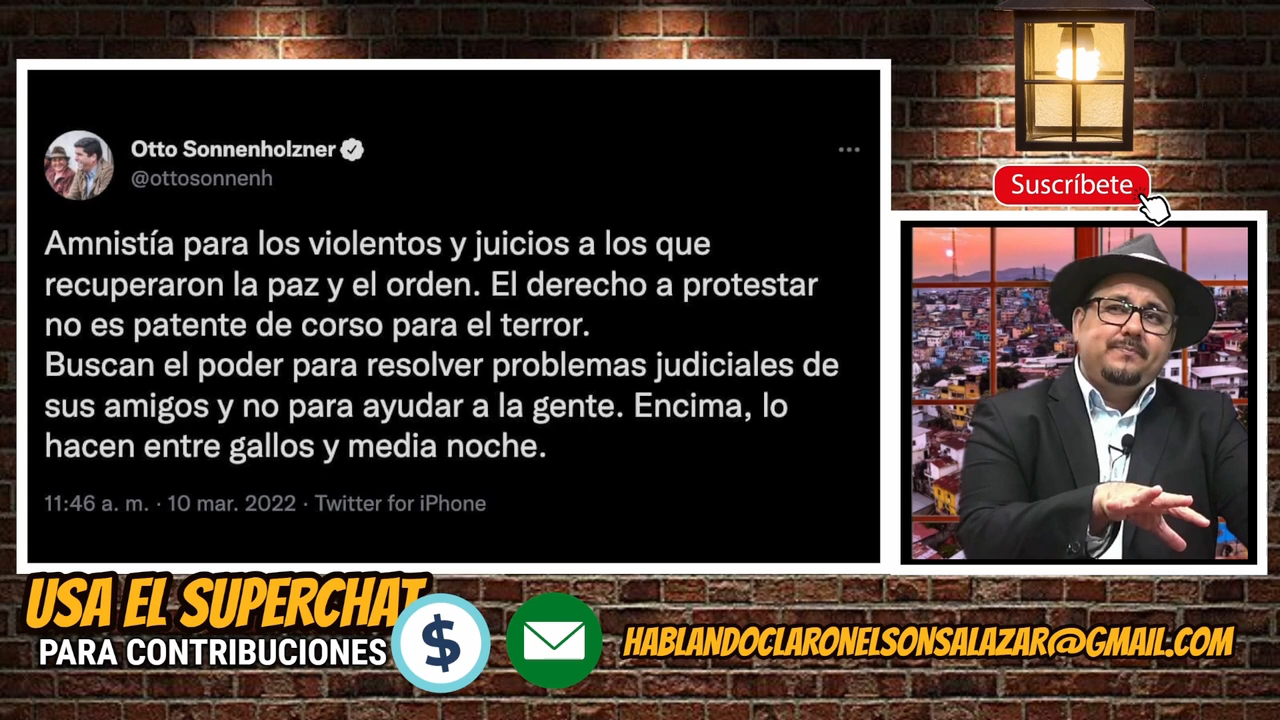 Otto Sonnenholzner
@ottosonnenh
Amnistía para los violentos y juicios a los que
recuperaron la paz y el orden. El derecho a protestar
no es patente de corso para el terror.
Buscan el poder para resolver problemas judiciales de
sus amigos y no para ayudar a la gente. Encima, lo
hacen entre gallos y media noche.
11:46 a. m. · 10 mar. 2022 · Twitter for iPhone
Suscríbete
USA EL SUPERCHAT
PARA CONTRIBUCIONES
$
HABLANDOCLARONELSONSALAZAR@GMAIL.COM